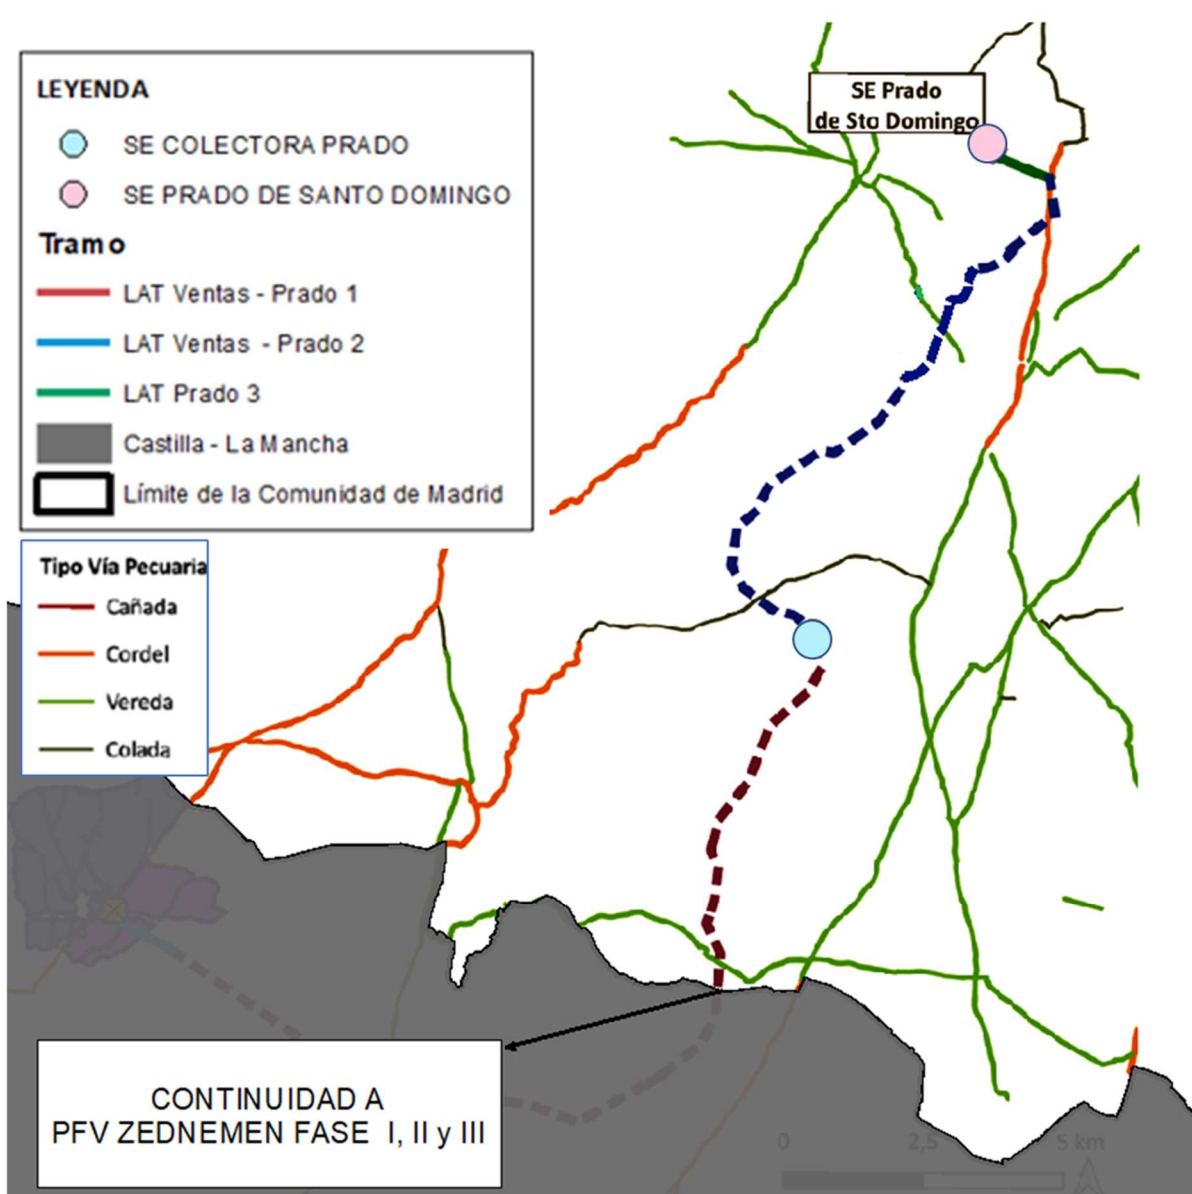 LEYENDA
SE COLECTORA PRADO
SE PRADO DE SANTO DOMINGO
Tramo
LAT Ventas - Prado 1
LAT Ventas - Prado 2
LAT Prado 3
Castilla - La Mancha
Límite de la Comunidad de Madrid
Tipo Vía Pecuaria
Cañada
Cordel
Vereda
Colada
SE Prado
de Sto Domingo
CONTINUIDAD A
PFV ZEDNEMEN FASE I, II y III
0 2,5 5 km